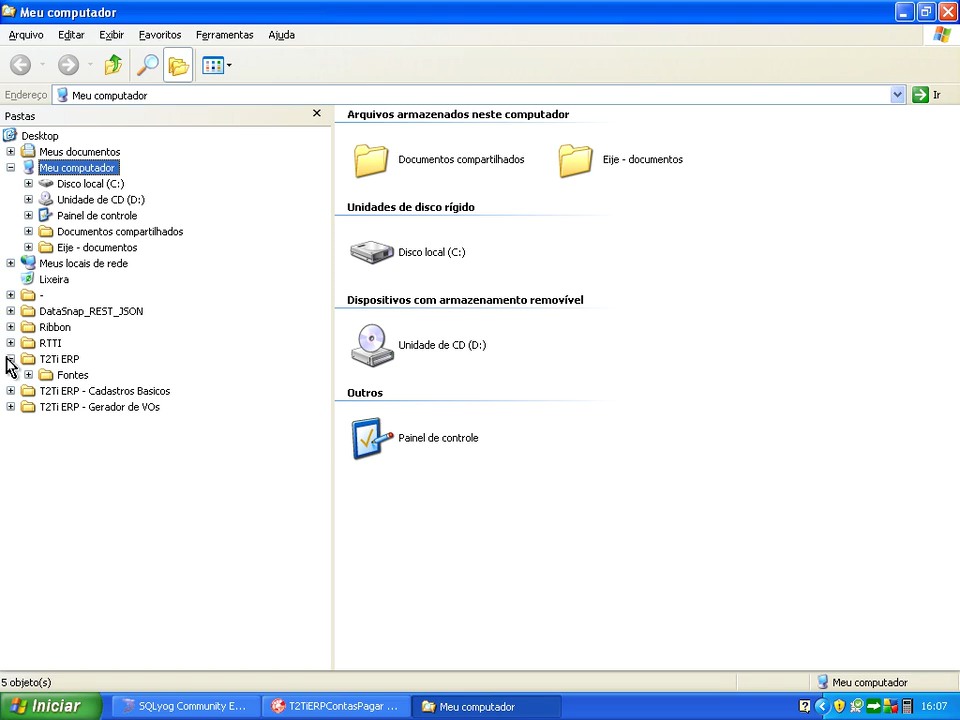 Meu computador
Arquivo Editar Exibir Favoritos Ferramentas Ajuda
Endereço Meu computador Ir
Pastas
Desktop
Meus documentos
Meu computador
Disco local (C:)
Unidade de CD (D:)
Painel de controle
Documentos compartilhados
Eije - documentos
Meus locais de rede
Lixeira
-
DataSnap_REST_JSON
Ribbon
RTTI
T2Ti ERP
Fontes
T2Ti ERP - Cadastros Basicos
T2Ti ERP - Gerador de VOs
Arquivos armazenados neste computador
Documentos compartilhados
Eije - documentos
Unidades de disco rígido
Disco local (C:)
Dispositivos com armazenamento removível
Unidade de CD (D:)
Outros
Painel de controle
5 objeto(s) Meu computador
Iniciar SQLyog Community E... T2TiERPContasPagar ... Meu computador 16:07